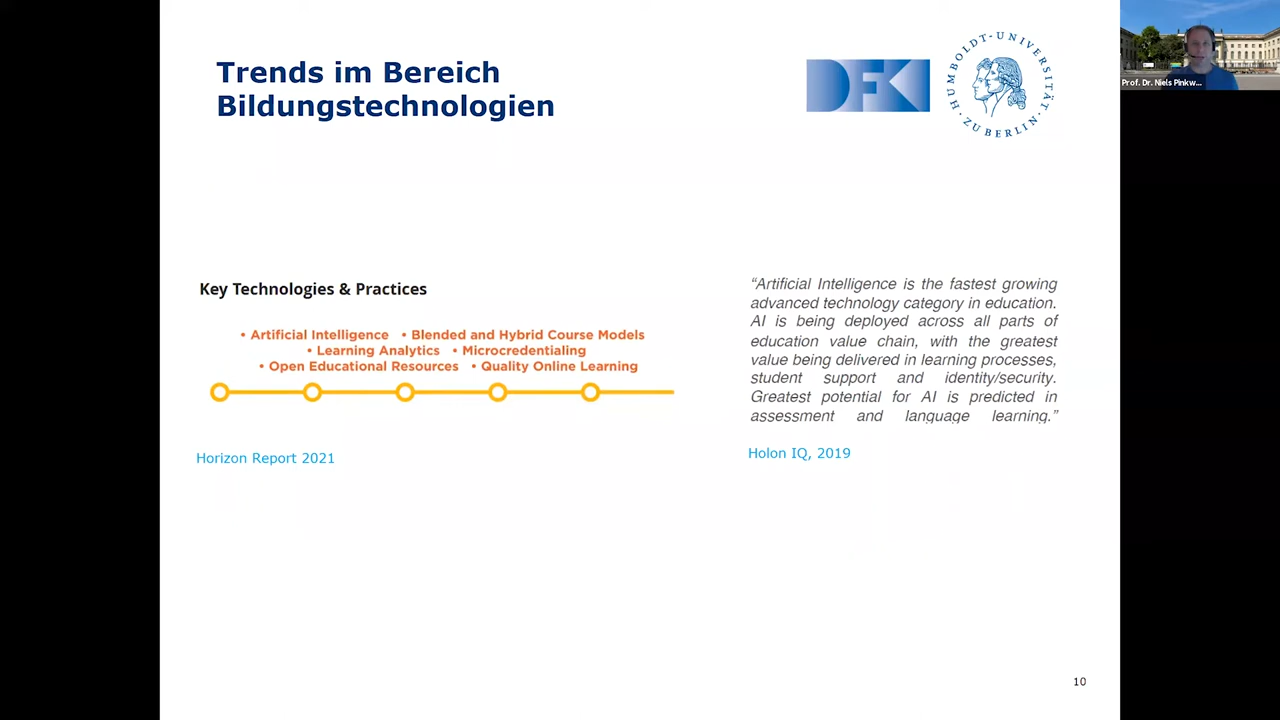 Trends im Bereich
Bildungstechnologien
DFKI
HUMBOLDT-UNIVERSITÄT ZU BERLIN
Prof. Dr. Niels Pinkw...
Key Technologies & Practices
• Artificial Intelligence • Blended and Hybrid Course Models
• Learning Analytics • Microcredentialing
• Open Educational Resources • Quality Online Learning
Horizon Report 2021
“Artificial Intelligence is the fastest growing
advanced technology category in education.
AI is being deployed across all parts of
education value chain, with the greatest
value being delivered in learning processes,
student support and identity/security.
Greatest potential for AI is predicted in
assessment and language learning.”
Holon IQ, 2019
10